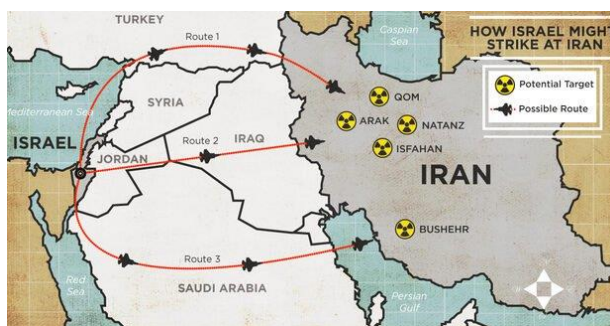 TURKEY
Route 1
Caspian
Sea
HOW ISRAEL MIGHT
STRIKE AT IRAN
Potential Target
Possible Route
Mediterranean Sea
SYRIA
QOM
ARAK
NATANZ
ISFAHAN
ISRAEL
JORDAN
Route 2
IRAQ
IRAN
BUSHEHR
Route 3
Red
Sea
SAUDI ARABIA
Persian
Gulf